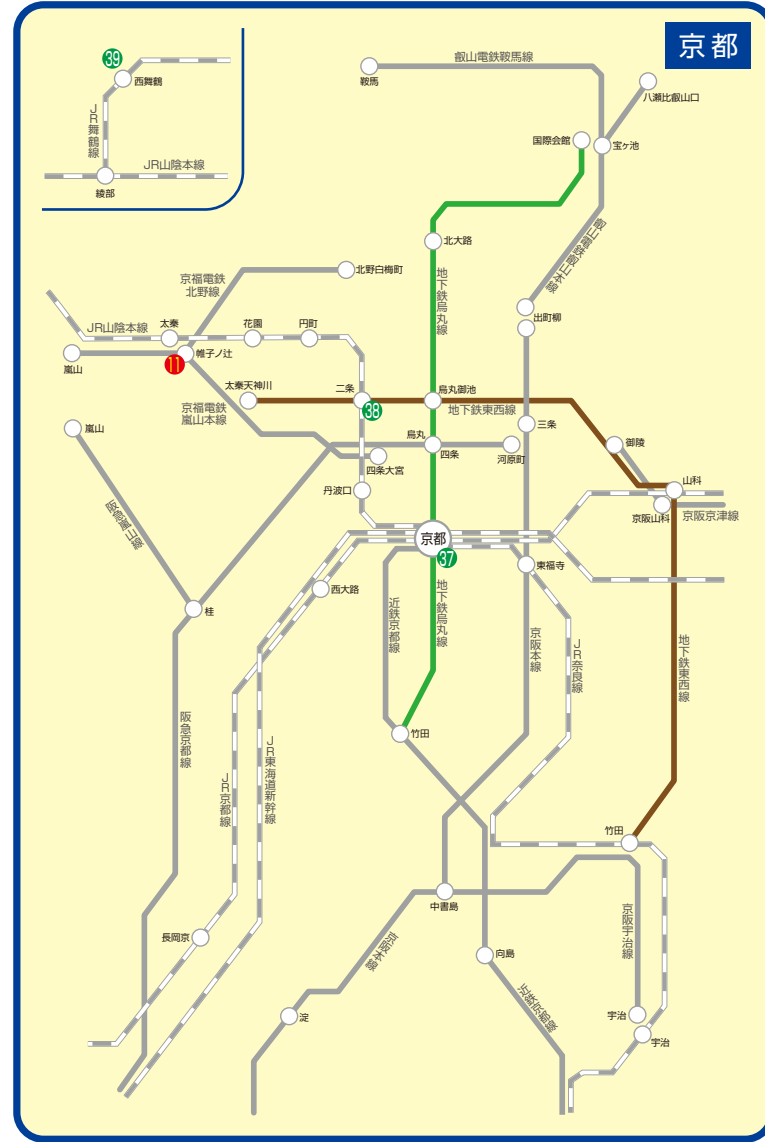 京都
39
西舞鶴
JR舞鶴線
JR山陰本線
綾部
叡山電鉄鞍馬線
鞍馬
八瀬比叡山口
国際会館
宝ヶ池
北大路
叡山電鉄叡山本線
地下鉄烏丸線
北野白梅町
京福電鉄
北野線
出町柳
JR山陰本線
太秦
花園
円町
嵐山
帷子ノ辻
11
太秦天神川
二条
38
烏丸御池
地下鉄東西線
京福電鉄
嵐山本線
嵐山
烏丸
四条
河原町
三条
御陵
四条大宮
山科
丹波口
京阪山科
京阪京津線
阪急嵐山線
京都
37
東福寺
西大路
桂
近鉄京都線
地下鉄烏丸線
京阪本線
JR奈良線
地下鉄東西線
阪急京都線
JR京都線
JR東海道新幹線
竹田
竹田
中書島
京阪宇治線
長岡京
京阪本線
向島
近鉄京都線
淀
宇治
宇治